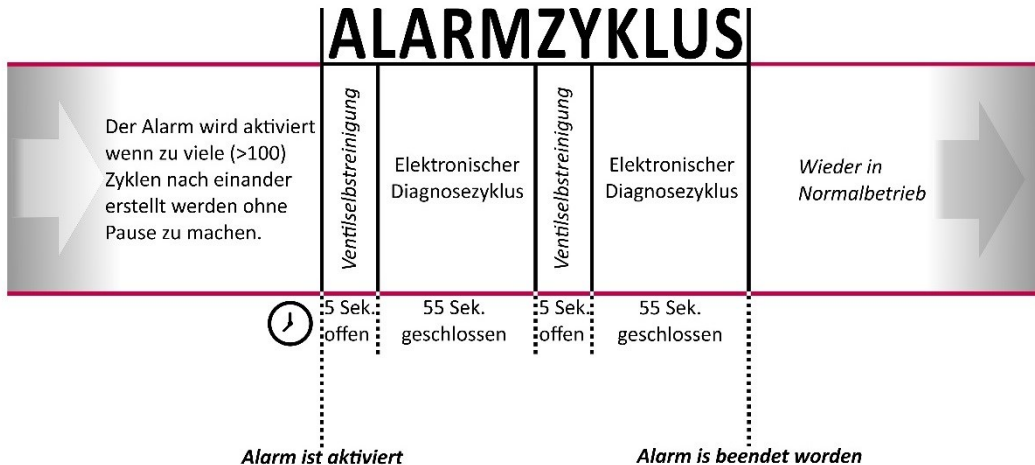 ALARMZYKLUS
Der Alarm wird aktiviert
wenn zu viele (>100)
Zyklen nach einander
erstellt werden ohne
Pause zu machen.
Ventilselbstreinigung
Elektronischer
Diagnosezyklus
Ventilselbstreinigung
Elektronischer
Diagnosezyklus
Wieder in
Normalbetrieb
5 Sek.
offen
55 Sek.
geschlossen
5 Sek.
offen
55 Sek.
geschlossen
Alarm ist aktiviert
Alarm is beendet worden